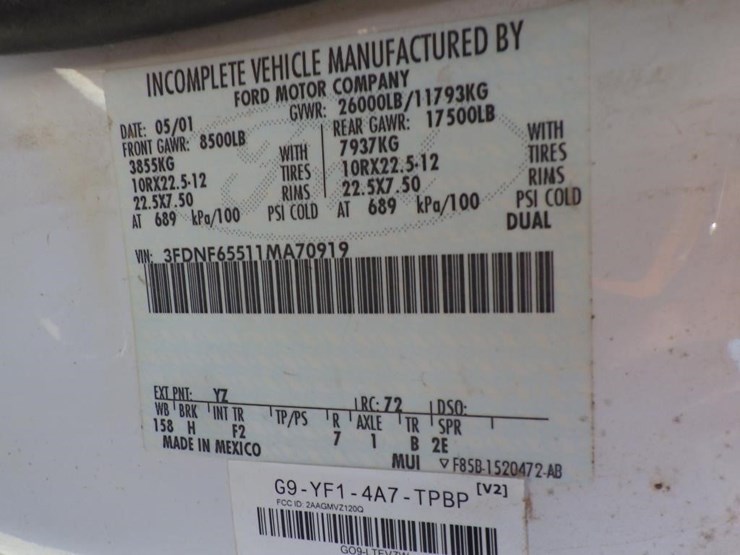 INCOMPLETE VEHICLE MANUFACTURED BY
FORD MOTOR COMPANY
DATE: 05/01 GVWR: 26000LB/11793KG
FRONT GAWR: 8500LB REAR GAWR: 17500LB
3855KG WITH 7937KG WITH
10RX22.5-12 TIRES 10RX22.5-12 TIRES
22.5X7.50 RIMS 22.5X7.50 RIMS
AT 689 kPa/100 PSI COLD AT 689 kPa/100 PSI COLD
DUAL
VIN: 3FDNF65511MA70919
EXT PNT: YZ RC: 72 DSO:
WB BRK INT TR TP/PS R AXLE TR SPR
158 H F2 7 1 B 2E
MADE IN MEXICO MUI ▽ F85B-1520472-AB
G9-YF1-4A7-TPBP [V2]
FCC ID: 2AAGMVZ120G